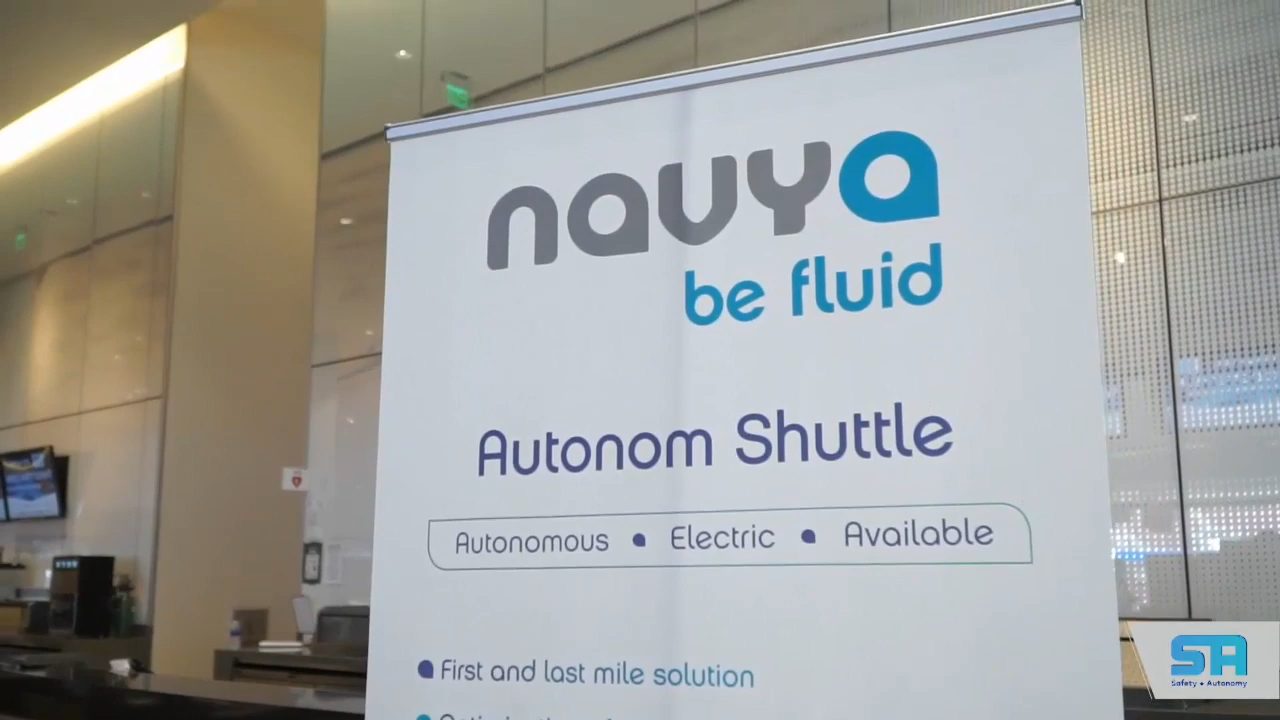 navya
be fluid
Autonom Shuttle
Autonomous • Electric • Available
First and last mile solution
SA
Safety + Autonomy